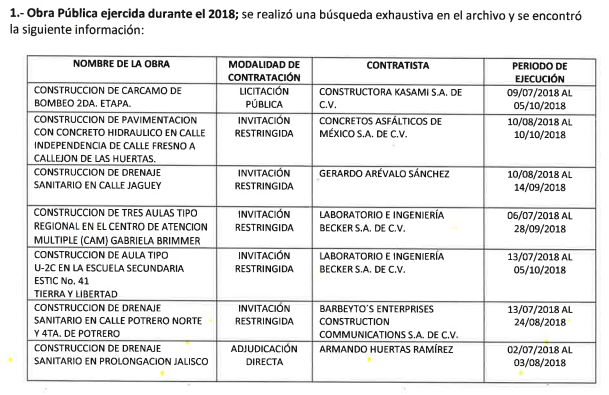 1.- Obra Pública ejercida durante el 2018; se realizó una búsqueda exhaustiva en el archivo y se encontró
la siguiente información:
NOMBRE DE LA OBRA
MODALIDAD DE
CONTRATACIÓN
CONTRATISTA
PERIODO DE
EJECUCIÓN
CONSTRUCCION DE CARCAMO DE
BOMBEO 2DA. ETAPA.
LICITACIÓN
PÚBLICA
CONSTRUCTORA KASAMI S.A. DE
C.V.
09/07/2018 AL
05/10/2018
CONSTRUCCION DE PAVIMENTACION
CON CONCRETO HIDRAULICO EN CALLE
INDEPENDENCIA DE CALLE FRESNO A
CALLEJON DE LAS HUERTAS.
INVITACIÓN
RESTRINGIDA
CONCRETOS ASFÁLTICOS DE
MÉXICO S.A. DE C.V.
10/08/2018 AL
10/10/2018
CONSTRUCCION DE DRENAJE
SANITARIO EN CALLE JAGUEY
INVITACIÓN
RESTRINGIDA
GERARDO ARÉVALO SÁNCHEZ
10/08/2018 AL
14/09/2018
CONSTRUCCION DE TRES AULAS TIPO
REGIONAL EN EL CENTRO DE ATENCION
MULTIPLE (CAM) GABRIELA BRIMMER
INVITACIÓN
RESTRINGIDA
LABORATORIO E INGENIERÍA
BECKER S.A. DE C.V.
06/07/2018 AL
28/09/2018
CONSTRUCCION DE AULA TIPO
U-2C EN LA ESCUELA SECUNDARIA
ESTIC No. 41
TIERRA Y LIBERTAD
INVITACIÓN
RESTRINGIDA
LABORATORIO E INGENIERÍA
BECKER S.A. DE C.V.
13/07/2018 AL
05/10/2018
CONSTRUCCION DE DRENAJE
SANITARIO EN CALLE POTRERO NORTE
Y 4TA. DE POTRERO
INVITACIÓN
RESTRINGIDA
BARBEYTO´S ENTERPRISES
CONSTRUCTION
COMMUNICATIONS S.A. DE C.V.
13/07/2018 AL
24/08/2018
CONSTRUCCION DE DRENAJE
SANITARIO EN PROLONGACION JALISCO
ADJUDICACIÓN
DIRECTA
ARMANDO HUERTAS RAMÍREZ
02/07/2018 AL
03/08/2018